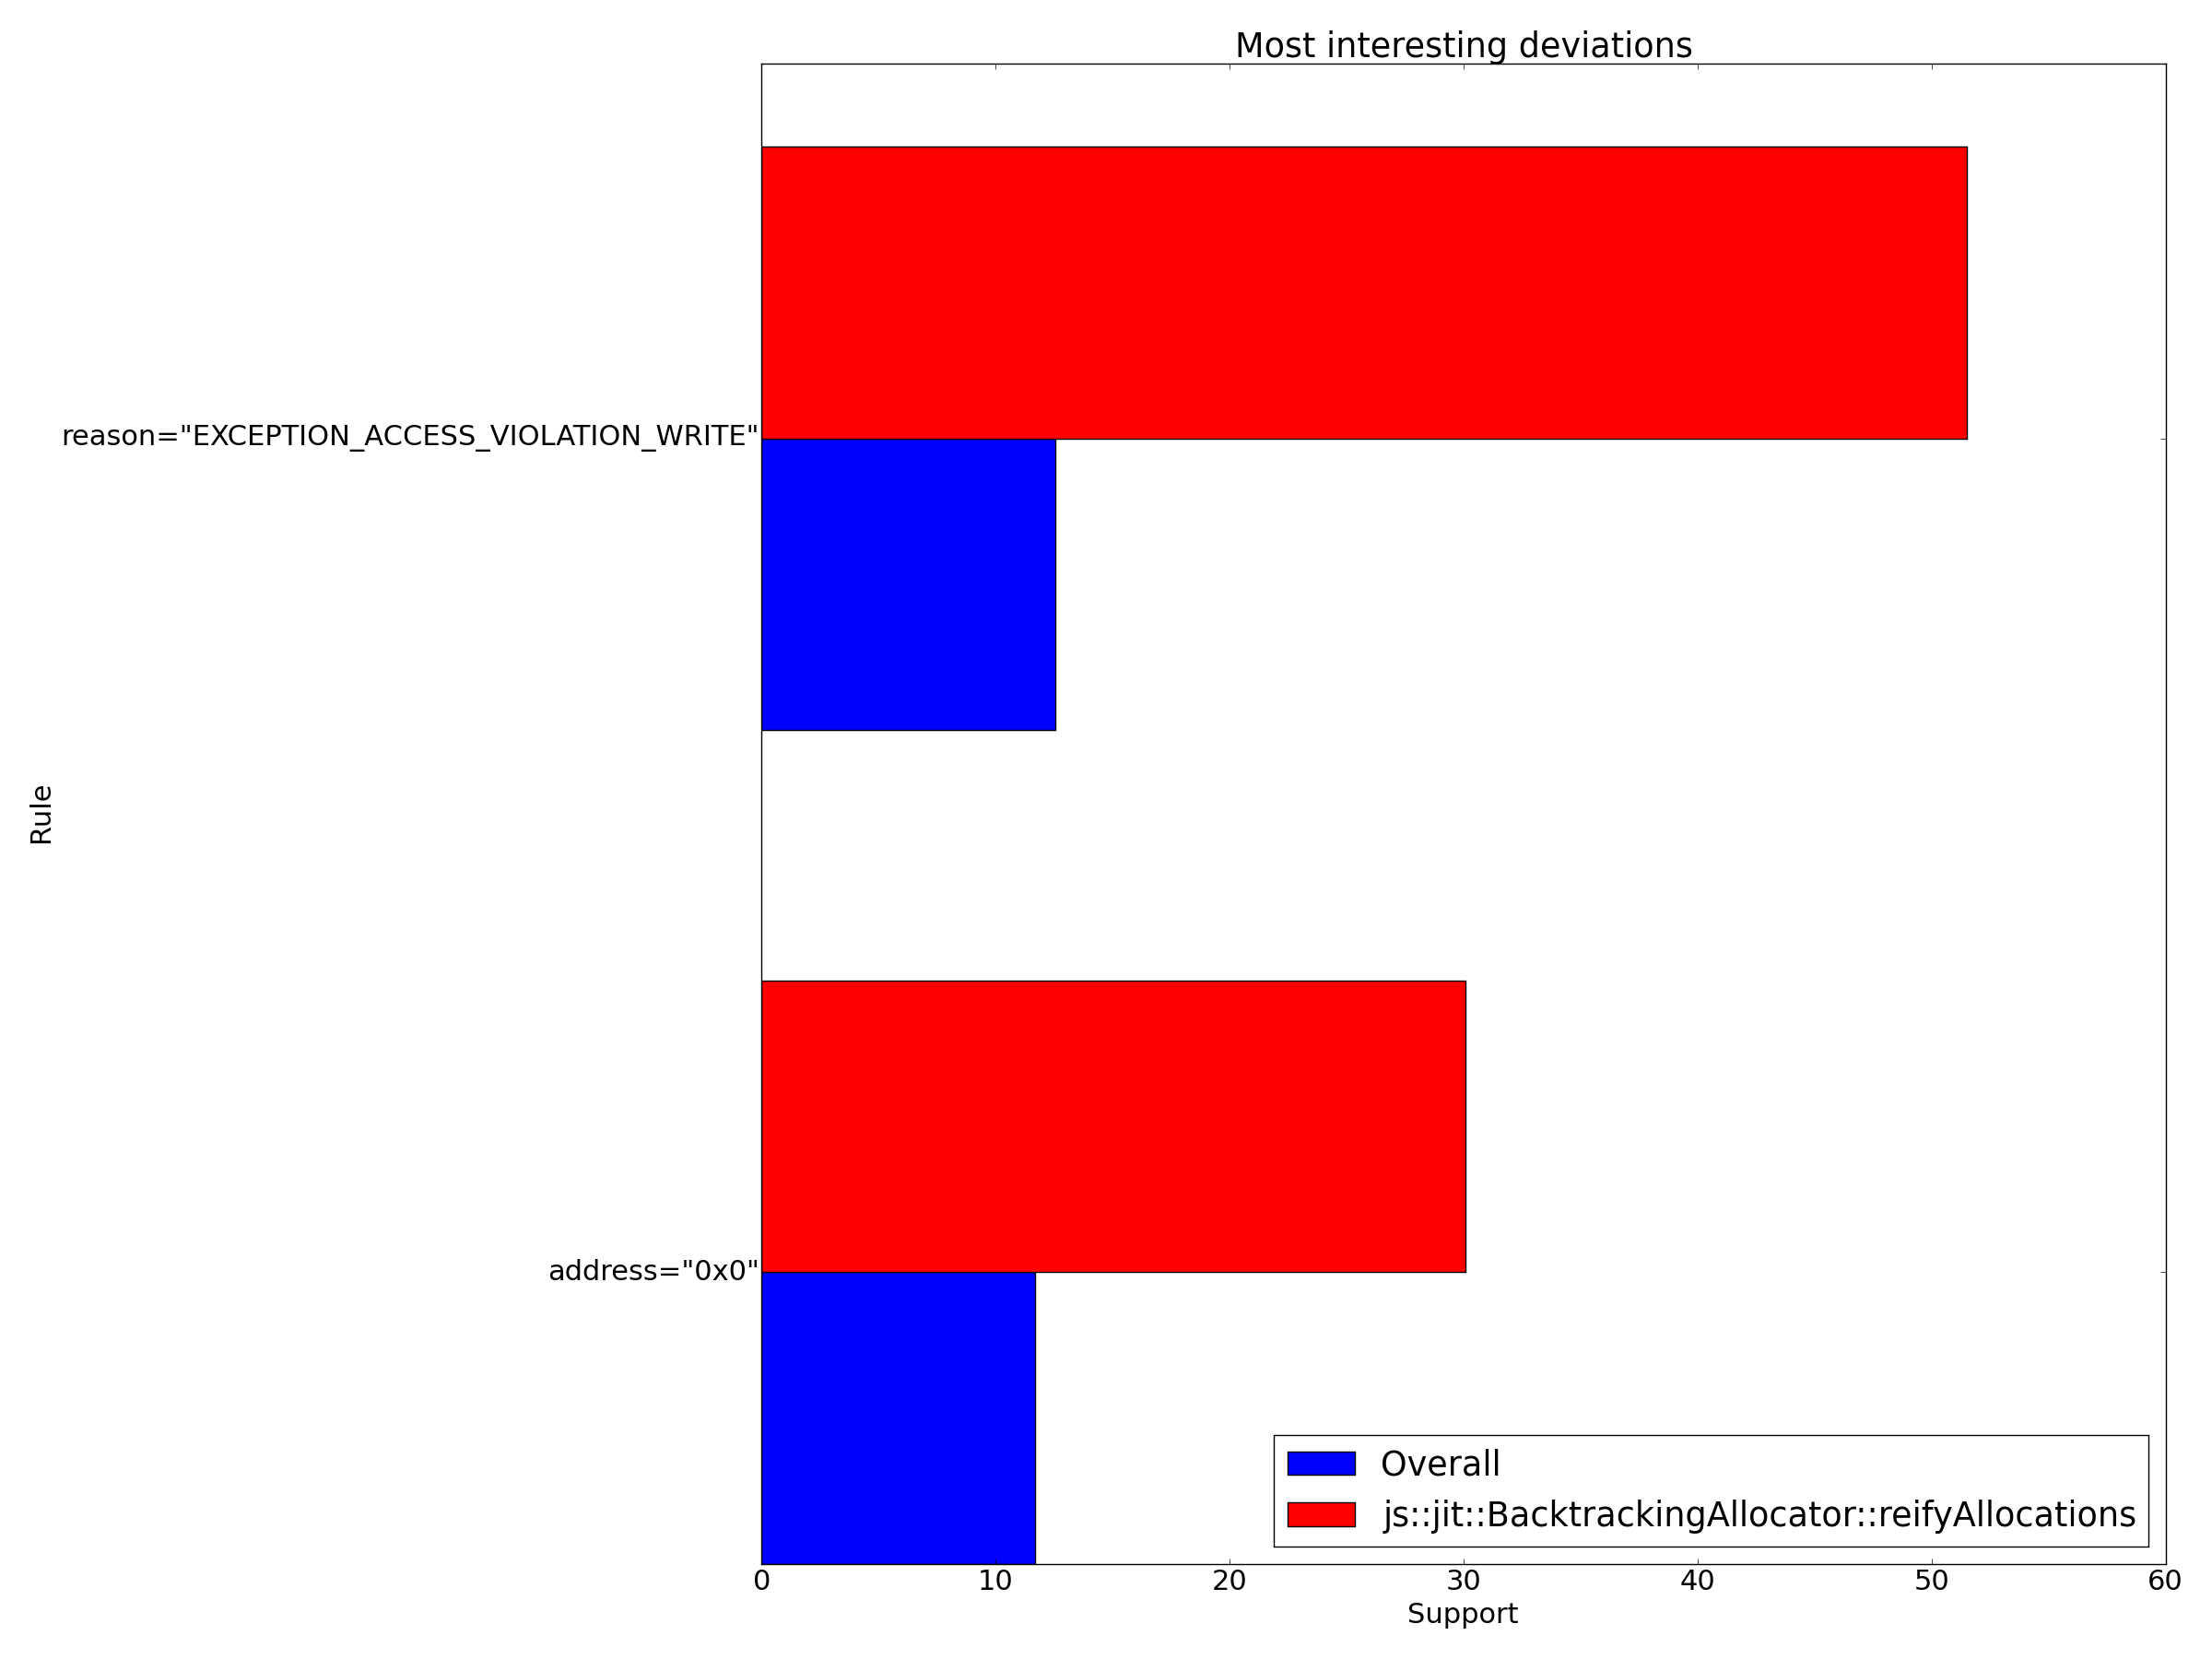 Most interesting deviations
reason="EXCEPTION_ACCESS_VIOLATION_WRITE"
Rule
address="0x0"
Overall
js::jit::BacktrackingAllocator::reifyAllocations
0 10 20 30 40 50 60
Support